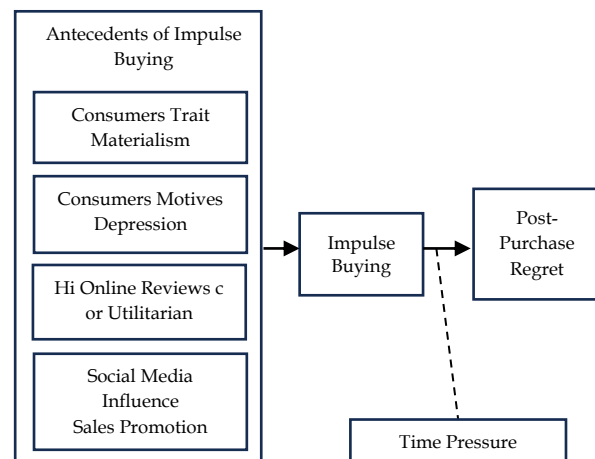 Antecedents of Impulse
Buying
Consumers Trait
Materialism
Consumers Motives
Depression
Hi Online Reviews c
or Utilitarian
Social Media
Influence
Sales Promotion
Impulse
Buying
Post-
Purchase
Regret
Time Pressure